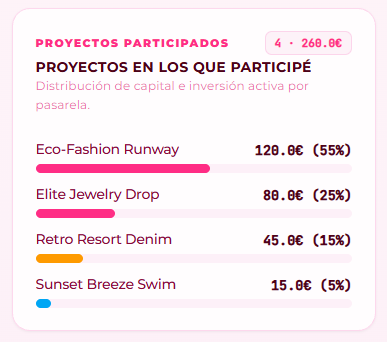 PROYECTOS PARTICIPADOS
4 · 260.0€
PROYECTOS EN LOS QUE PARTICIPÉ
Distribución de capital e inversión activa por
pasarela.
Eco-Fashion Runway 120.0€ (55%)
Elite Jewelry Drop 80.0€ (25%)
Retro Resort Denim 45.0€ (15%)
Sunset Breeze Swim 15.0€ (5%)